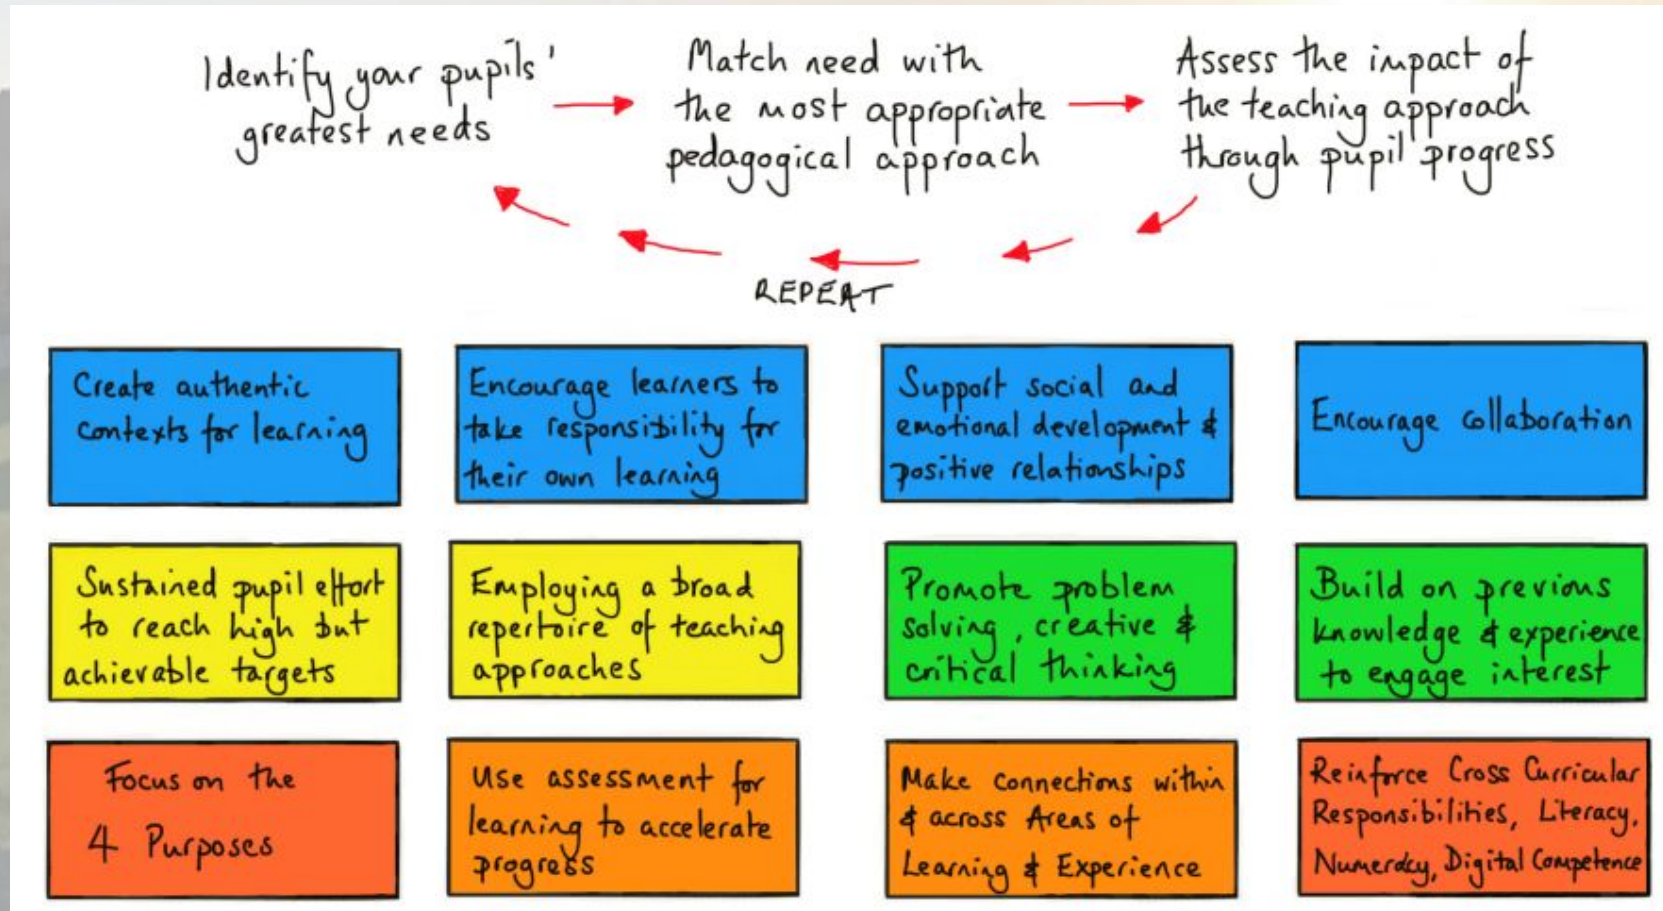 Identify your pupils'
greatest needs
Match need with
the most appropriate
pedagogical approach
Assess the impact of
the teaching approach
through pupil progress
REPEAT
Create authentic
contexts for learning
Encourage learners to
take responsibility for
their own learning
Support social and
emotional development &
positive relationships
Encourage collaboration
Sustained pupil effort
to reach high but
achievable targets
Employing a broad
repertoire of teaching
approaches
Promote problem
solving, creative &
critical thinking
Build on previous
knowledge & experience
to engage interest
Focus on the
4 Purposes
Use assessment for
learning to accelerate
progress
Make connections within
& across Areas of
Learning & Experience
Reinforce Cross Curricular
Responsibilities, Literacy,
Numeracy, Digital Competence